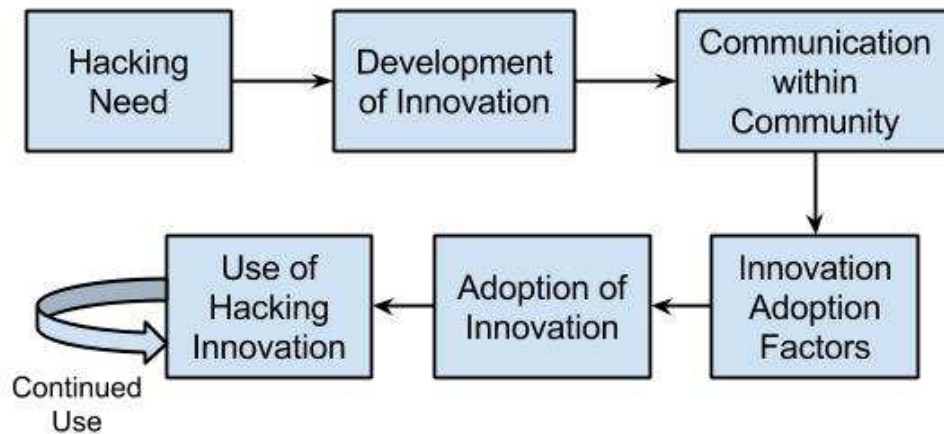 Hacking
Need
Development
of Innovation
Communication
within
Community
Innovation
Adoption
Factors
Adoption of
Innovation
Use of
Hacking
Innovation
Continued
Use